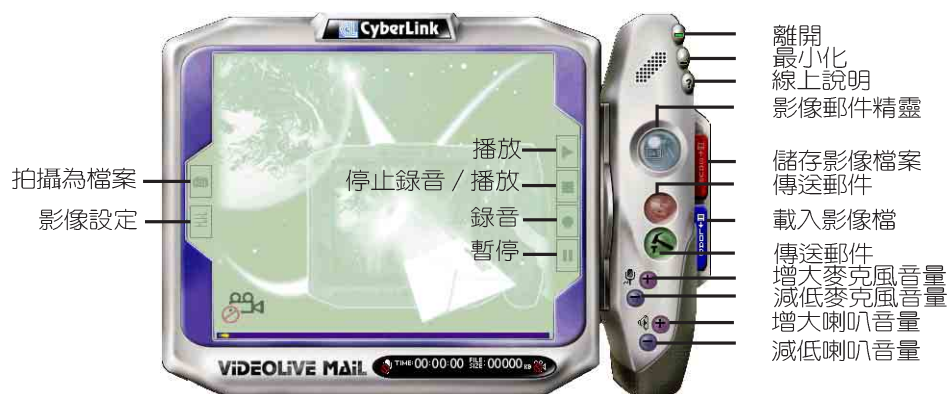 CyberLink
播放
停止錄音 / 播放
錄音
暫停
拍攝為檔案
影像設定
VIDEOLIVE MAIL
TIME: 00:00:00 FILE SIZE: 00000 KB
離開
最小化
?
線上說明
影像郵件精靈
儲存影像檔案
傳送郵件
載入影像檔
傳送郵件
增大麥克風音量
減低麥克風音量
增大喇叭音量
減低喇叭音量